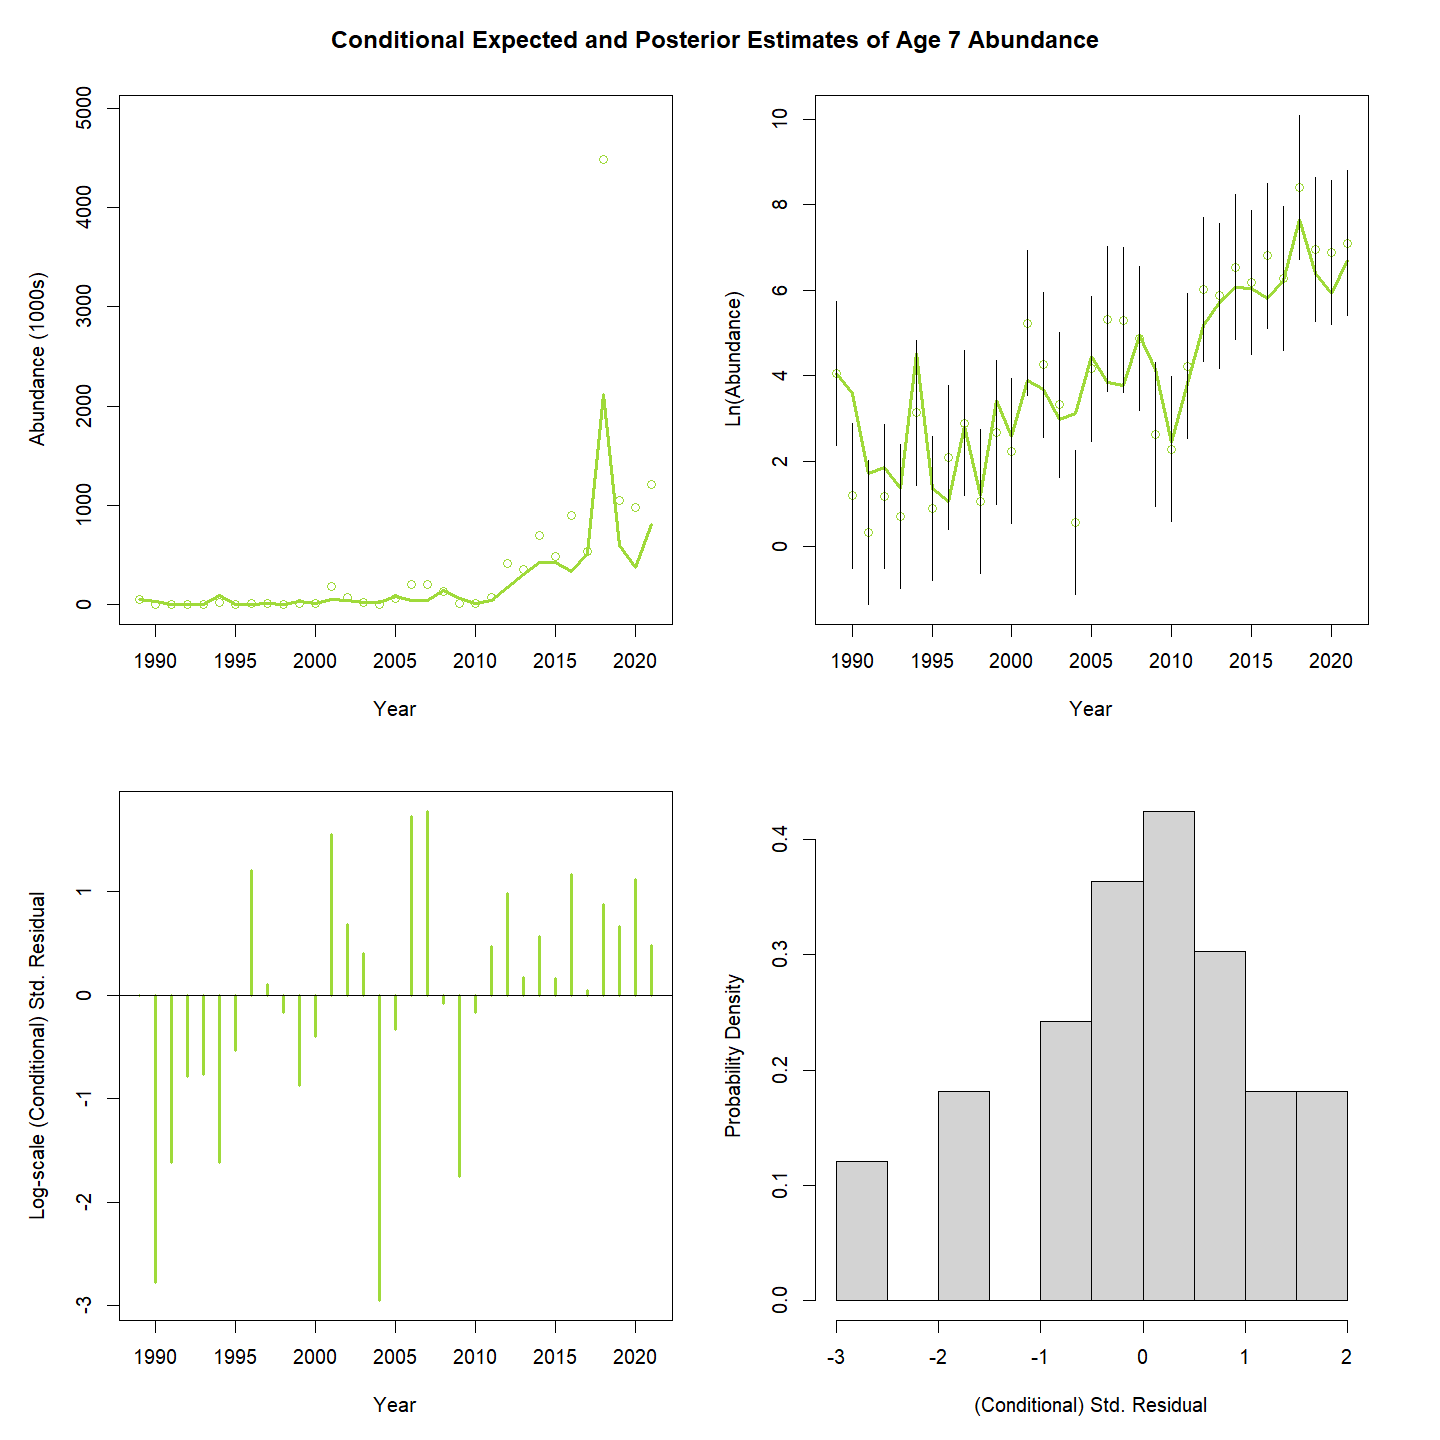 Conditional Expected and Posterior Estimates of Age 7 Abundance
Abundance (1000s)
5000
4000
3000
2000
1000
0
1990 1995 2000 2005 2010 2015 2020
Year
Ln(Abundance)
10
8
6
4
2
0
1990 1995 2000 2005 2010 2015 2020
Year
Log-scale (Conditional) Std. Residual
1
0
-1
-2
-3
1990 1995 2000 2005 2010 2015 2020
Year
Probability Density
0.4
0.3
0.2
0.1
0.0
-3 -2 -1 0 1 2
(Conditional) Std. Residual